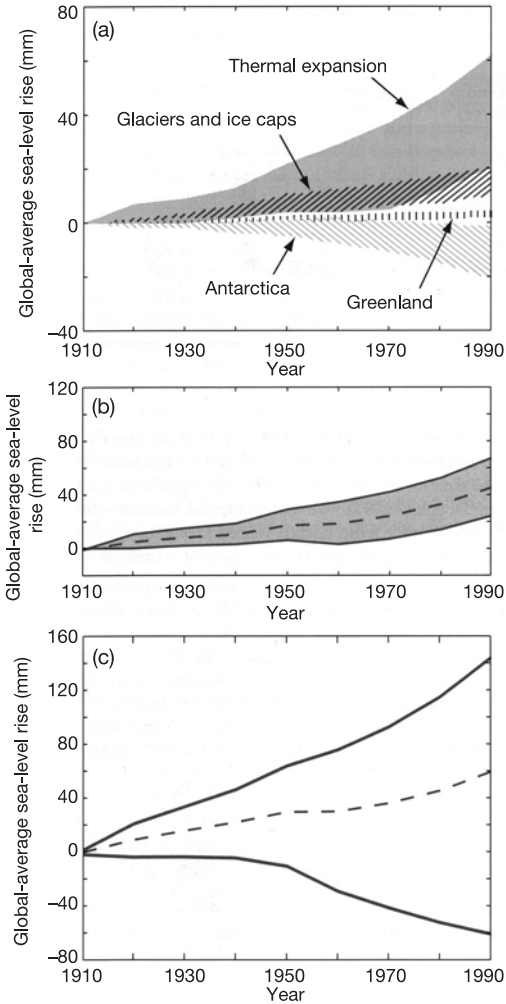 (a)
Global-average sea-level rise (mm)
80
40
0
−40
Thermal expansion
Glaciers and ice caps
Antarctica
Greenland
1910 1930 1950 1970 1990
Year
(b)
Global-average sea-level
rise (mm)
120
80
40
0
1910 1930 1950 1970 1990
Year
(c)
Global-average sea-level rise (mm)
160
120
80
40
0
−40
−80
1910 1930 1950 1970 1990
Year